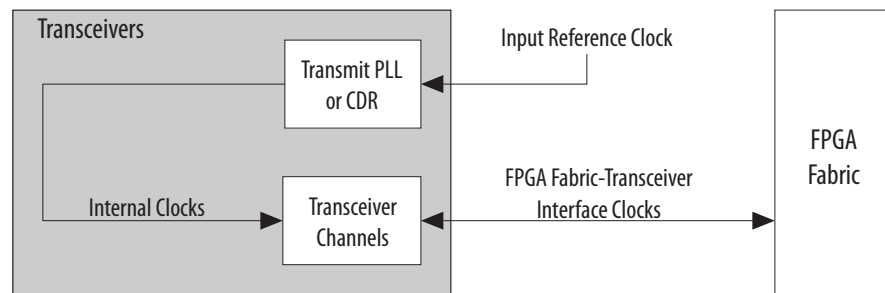 Transceivers
Transmit PLL
or CDR
Input Reference Clock
FPGA
Fabric
Internal Clocks
Transceiver
Channels
FPGA Fabric-Transceiver
Interface Clocks